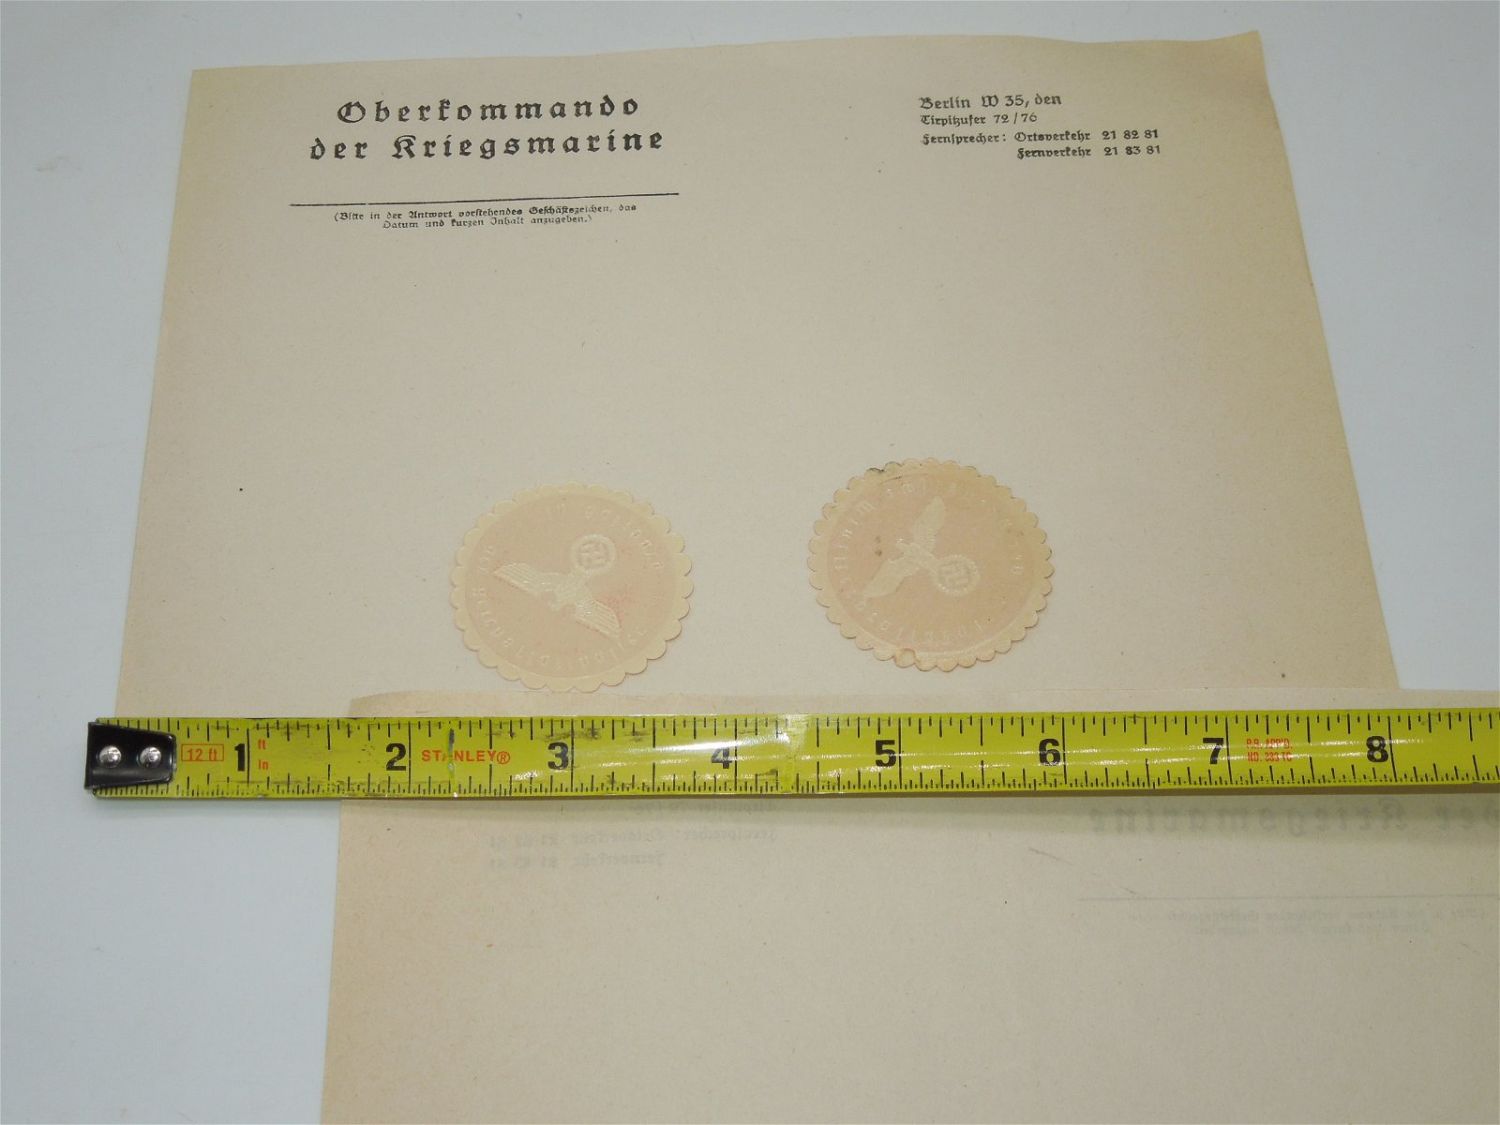 Oberkommando
der Kriegsmarine
(Bitte in der Antwort vorstehendes Geschäftszeichen, das
Datum und kurzen Inhalt anzugeben.)
Berlin W 35, den
Tirpitzufer 72/76
Fernsprecher: Ortsverkehr 21 82 81
Fernverkehr 21 83 81
12 ft 1 ft in 2 STANLEY® 3 4 5 6 7 8
der Kriegsmarine